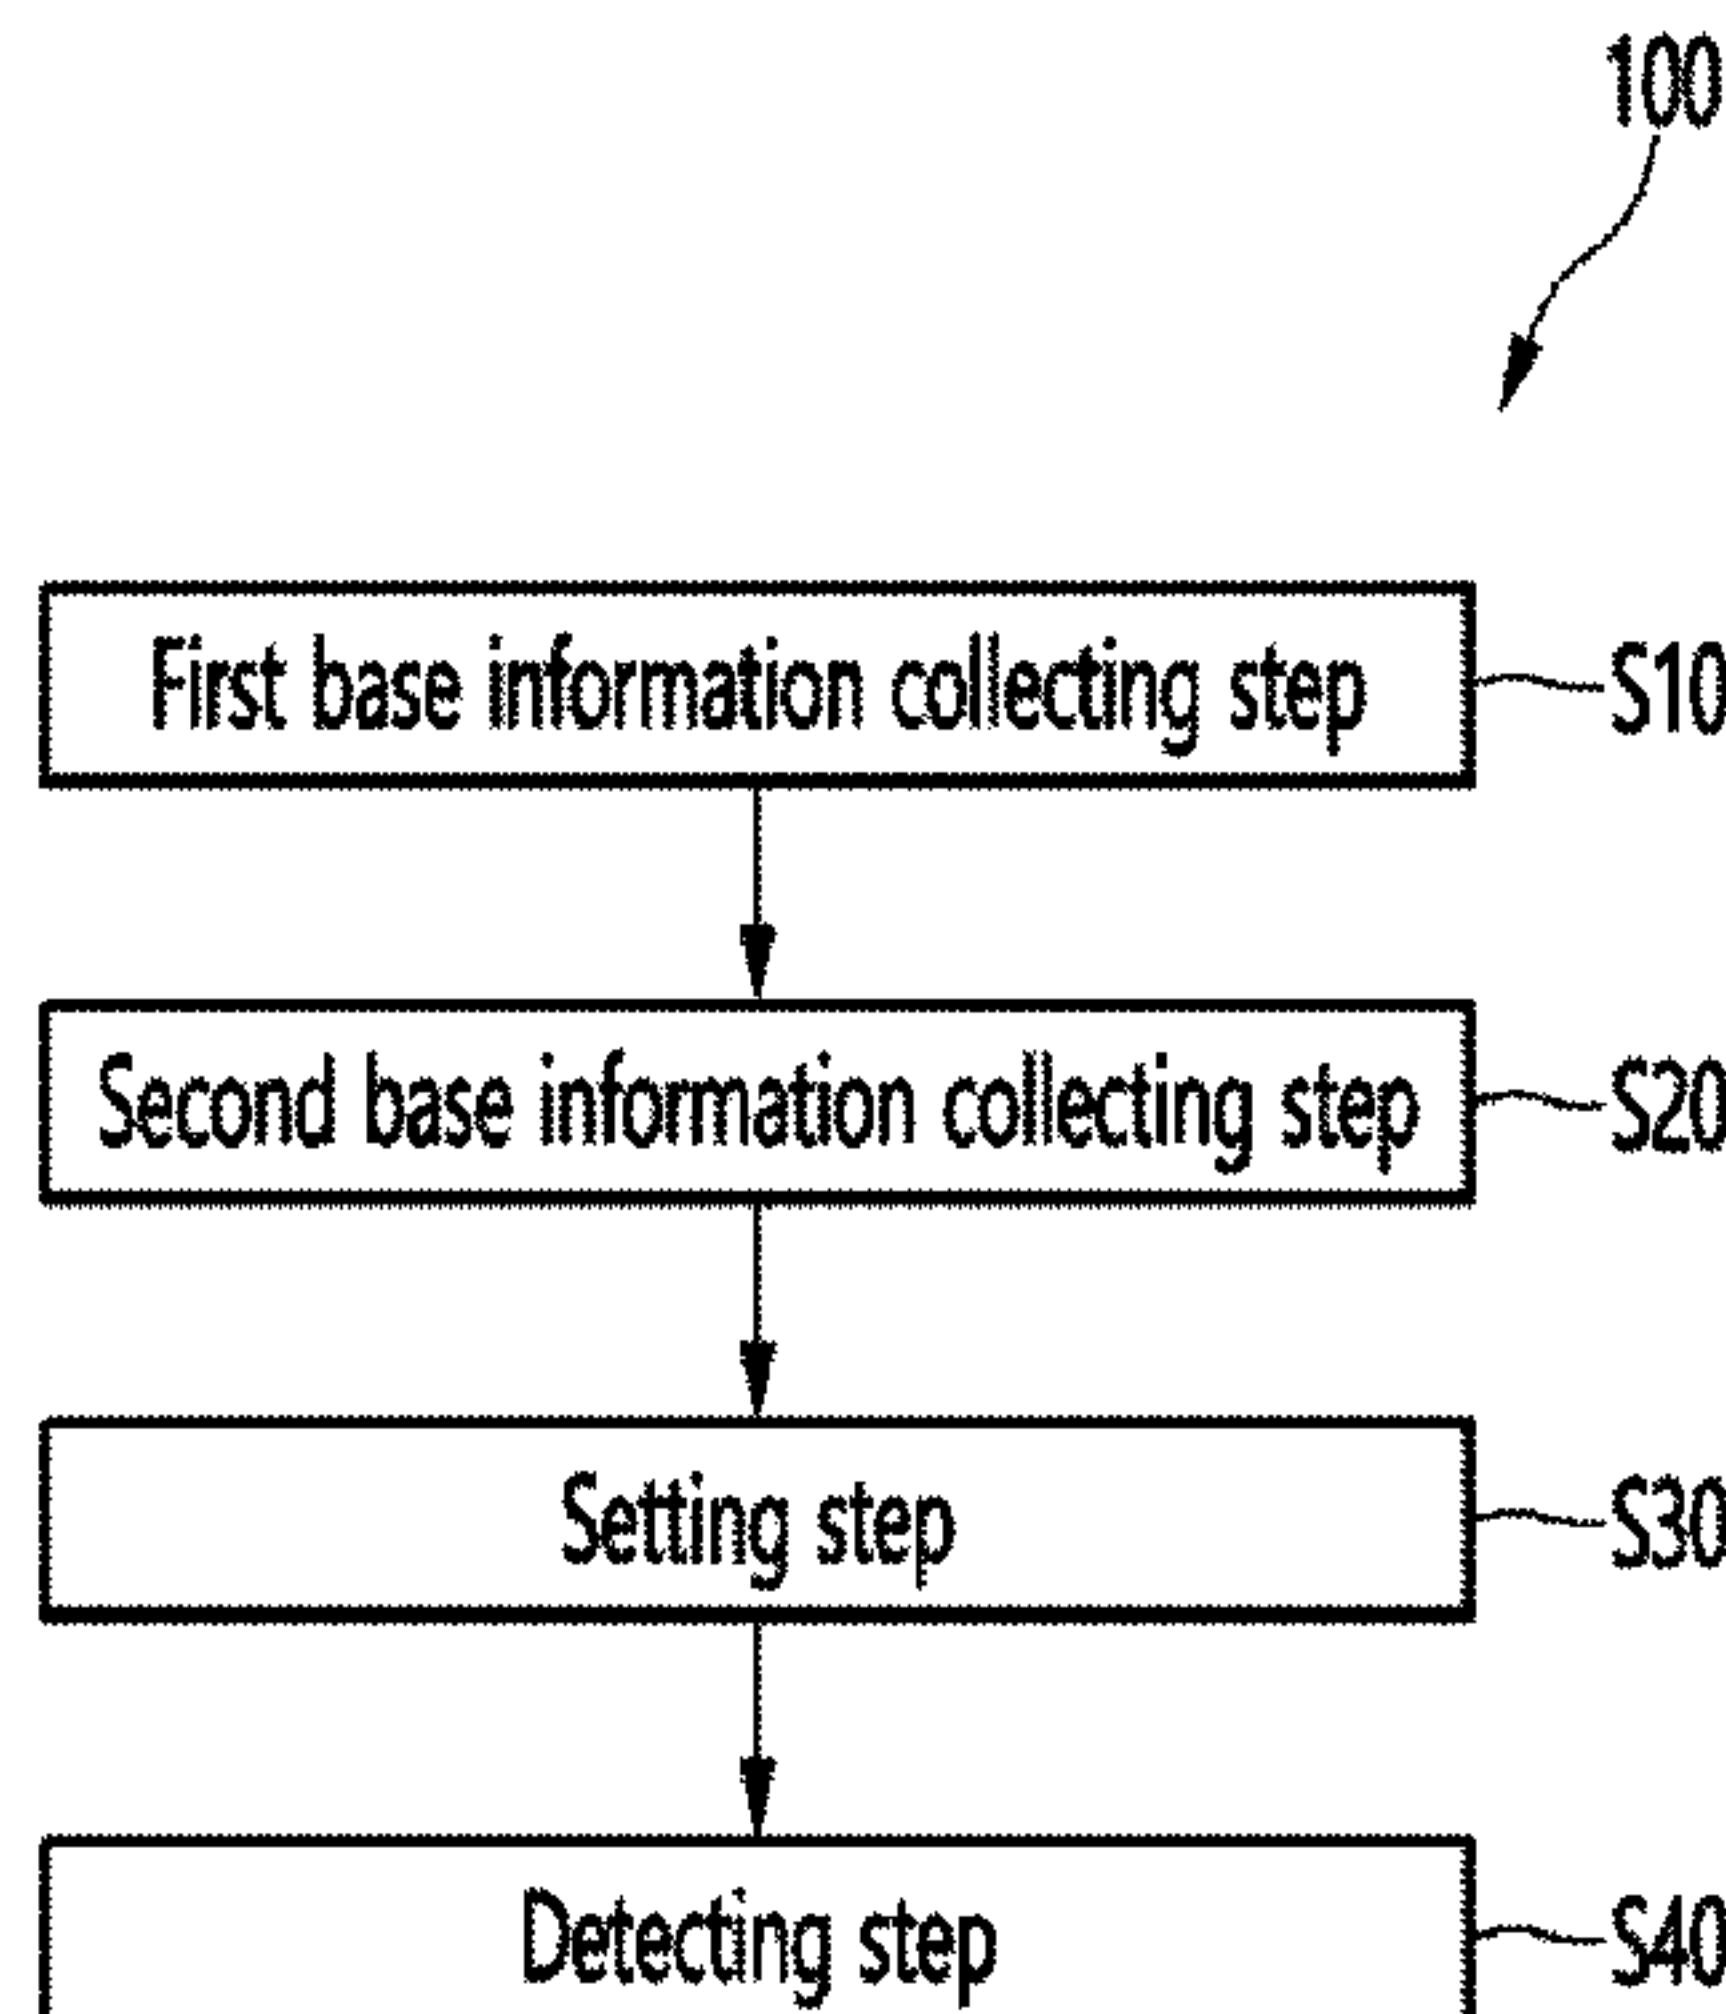 100
First base information collecting step S10
Second base information collecting step S20
Setting step S30
Detecting step S40